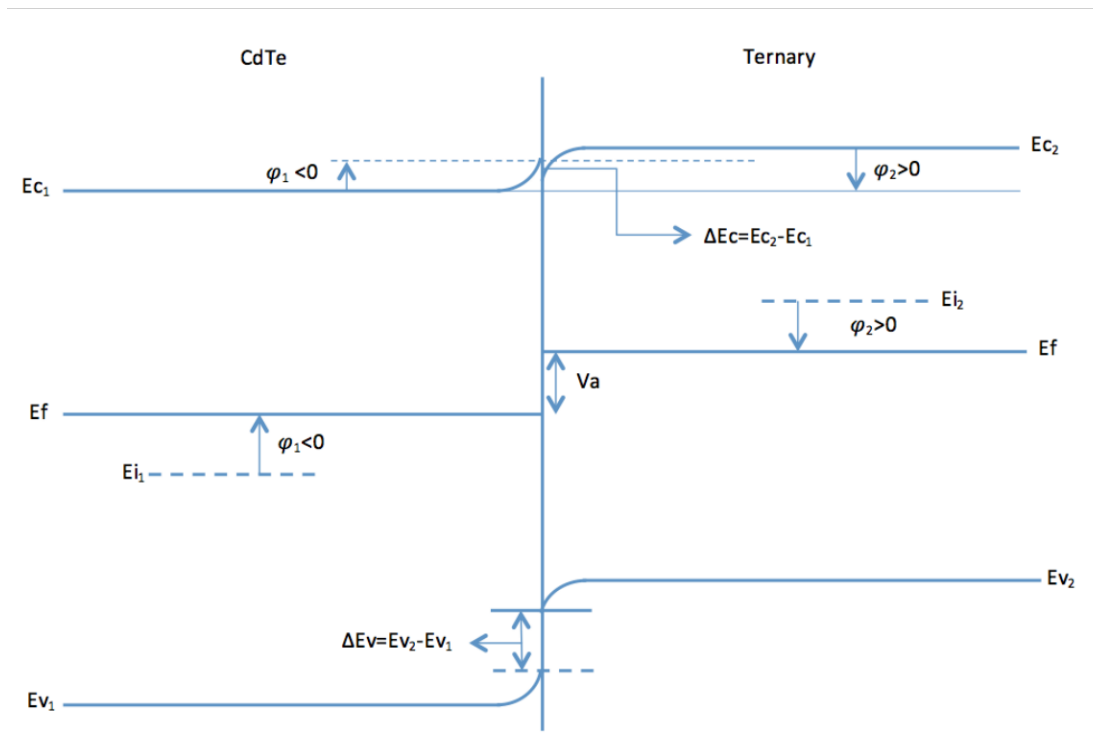 CdTe
Ternary
Ec₁
φ₁ <0
Ec₂
φ₂>0
ΔEc=Ec₂-Ec₁
Ei₂
φ₂>0
Ef
Va
Ef
φ₁<0
Ei₁
Ev₂
ΔEv=Ev₂-Ev₁
Ev₁